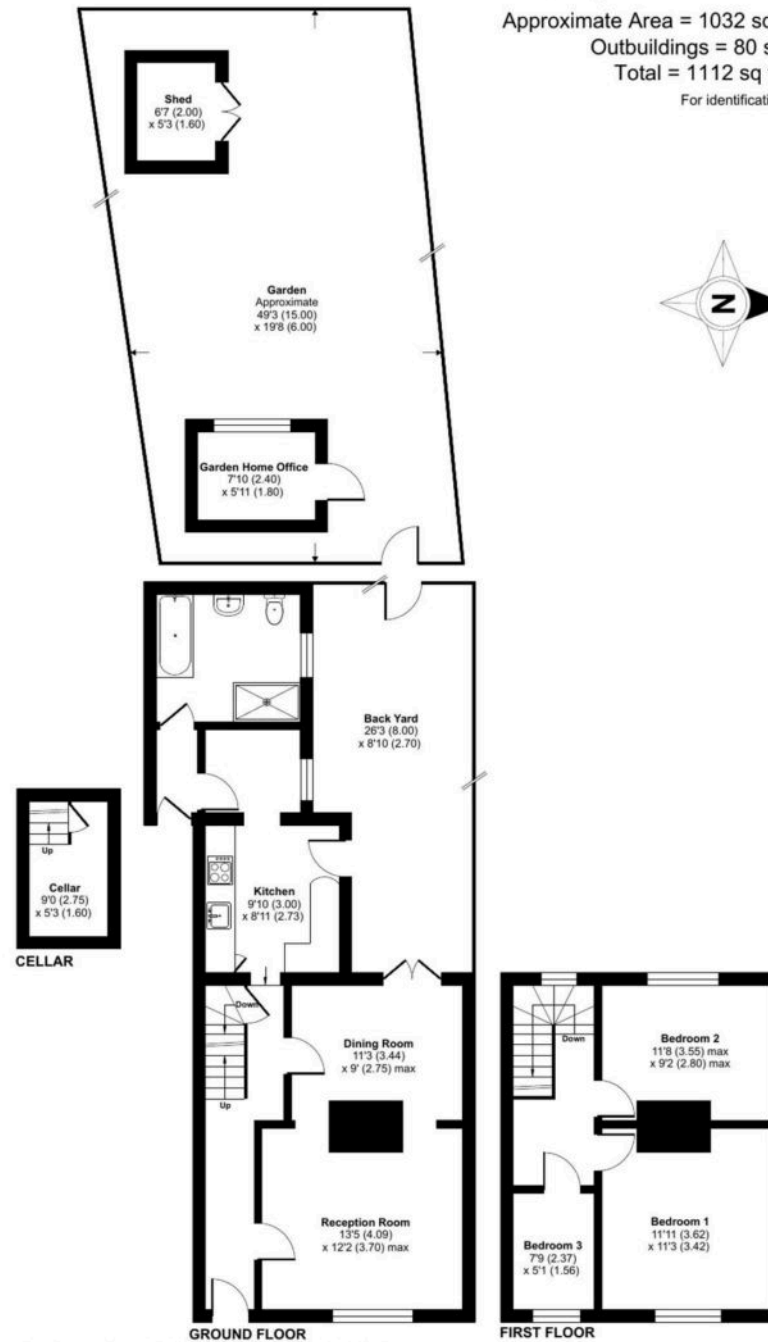 Approximate Area = 1032 sq
Outbuildings = 80 s
Total = 1112 sq
For identificati
Shed
6'7 (2.00)
x 5'3 (1.60)
N
Garden
Approximate
49'3 (15.00)
x 19'8 (6.00)
Garden Home Office
7'10 (2.40)
x 5'11 (1.80)
Back Yard
26'3 (8.00)
x 8'10 (2.70)
Up
Cellar
9'0 (2.75)
x 5'3 (1.60)
CELLAR
Kitchen
9'10 (3.00)
x 8'11 (2.73)
Down
Dining Room
11'3 (3.44)
x 9' (2.75) max
Up
Reception Room
13'5 (4.09)
x 12'2 (3.70) max
GROUND FLOOR
Down
Bedroom 2
11'8 (3.55) max
x 9'2 (2.80) max
Bedroom 1
11'11 (3.62)
x 11'3 (3.42)
Bedroom 3
7'9 (2.37)
x 5'1 (1.56)
FIRST FLOOR